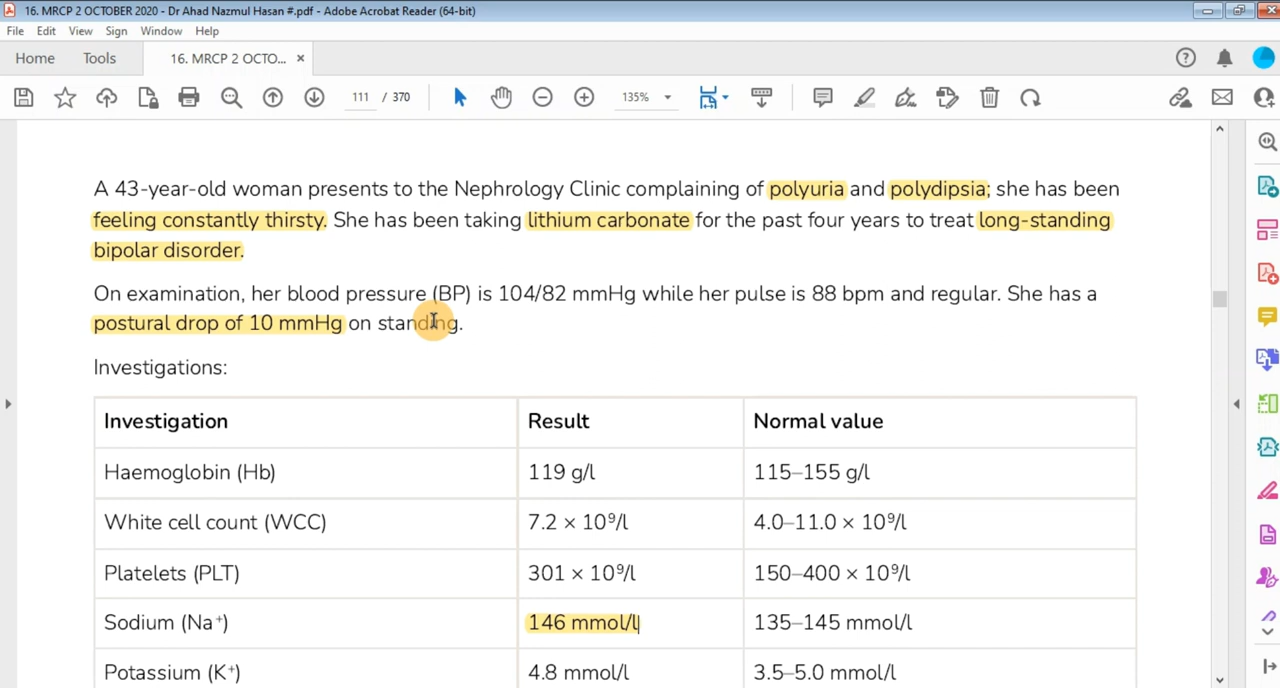 16. MRCP 2 OCTOBER 2020 - Dr Ahad Nazmul Hasan #.pdf - Adobe Acrobat Reader (64-bit)
File Edit View Sign Window Help
Home Tools 16. MRCP 2 OCTO... ×
111 / 370 135%
A 43-year-old woman presents to the Nephrology Clinic complaining of polyuria and polydipsia; she has been
feeling constantly thirsty. She has been taking lithium carbonate for the past four years to treat long-standing
bipolar disorder.
On examination, her blood pressure (BP) is 104/82 mmHg while her pulse is 88 bpm and regular. She has a
postural drop of 10 mmHg on standing.
Investigations:
Investigation Result Normal value
Haemoglobin (Hb) 119 g/l 115–155 g/l
White cell count (WCC) 7.2 × 10⁹/l 4.0–11.0 × 10⁹/l
Platelets (PLT) 301 × 10⁹/l 150–400 × 10⁹/l
Sodium (Na⁺) 146 mmol/l 135–145 mmol/l
Potassium (K⁺) 4.8 mmol/l 3.5–5.0 mmol/l